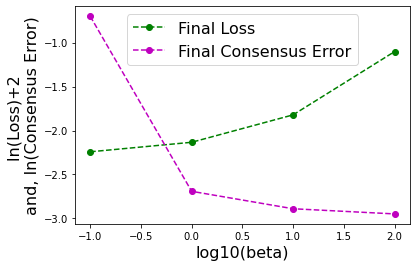 Final Loss
Final Consensus Error
ln(Loss)+2
and, ln(Consensus Error)
−1.0
−1.5
−2.0
−2.5
−3.0
−1.0 −0.5 0.0 0.5 1.0 1.5 2.0
log10(beta)